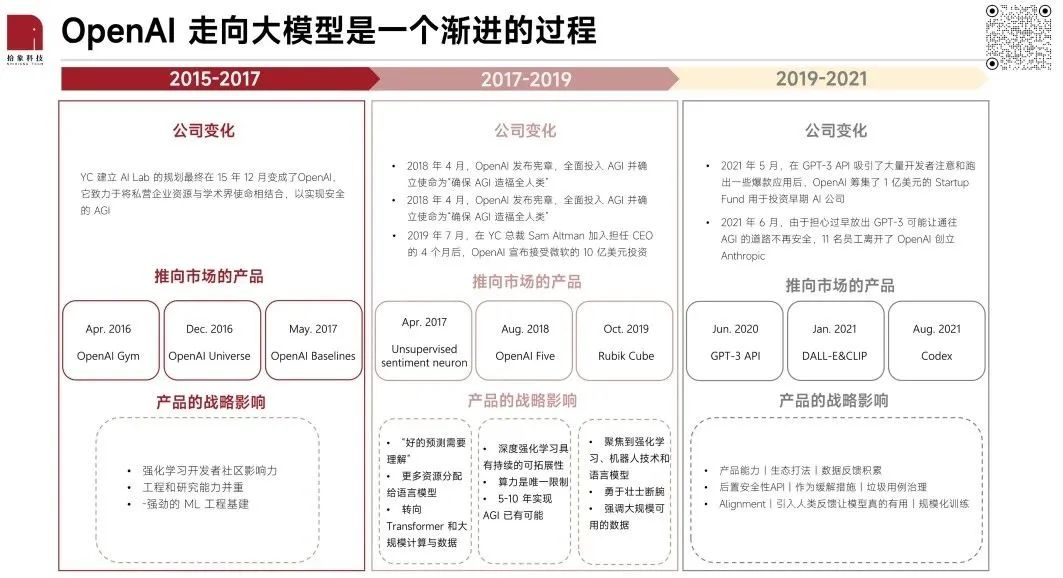 OpenAI 走向大模型是一个渐进的过程
拾象科技
2015-2017
2017-2019
2019-2021
公司变化
YC 建立 AI Lab 的规划最终在 15 年 12 月变成了OpenAI,
它致力于将私营企业资源与学术界使命相结合，以实现安全
的 AGI
推向市场的产品
Apr. 2016
OpenAI Gym
Dec. 2016
OpenAI Universe
May. 2017
OpenAI Baselines
产品的战略影响
• 强化学习开发者社区影响力
• 工程和研究能力并重
• -强劲的 ML 工程基建
公司变化
• 2018 年 4 月，OpenAI 发布宪章，全面投入 AGI 并确
立使命为“确保 AGI 造福全人类”
• 2018 年 4 月，OpenAI 发布宪章，全面投入 AGI 并确
立使命为“确保 AGI 造福全人类”
• 2019 年 7 月，在 YC 总裁 Sam Altman 加入担任 CEO
的 4 个月后，OpenAI 宣布接受微软的 10 亿美元投资
推向市场的产品
Apr. 2017
Unsupervised
sentiment neuron
Aug. 2018
OpenAI Five
Oct. 2019
Rubik Cube
产品的战略影响
• “好的预测需要
理解”
• 更多资源分配
给语言模型
• 转向
Transformer 和大
规模计算与数据
• 深度强化学习具
有持续的可拓展性
• 算力是唯一限制
• 5-10 年实现
AGI 已有可能
• 聚焦到强化学
习、机器人技术和
语言模型
• 勇于壮士断腕
• 强调大规模可
用的数据
公司变化
• 2021 年 5 月，在 GPT-3 API 吸引了大量开发者注意和跑
出一些爆款应用后，OpenAI 筹集了 1 亿美元的 Startup
Fund 用于投资早期 AI 公司
• 2021 年 6 月，由于担心过早放出 GPT-3 可能让通往
AGI 的道路不再安全，11 名员工离开了 OpenAI 创立
Anthropic
推向市场的产品
Jun. 2020
GPT-3 API
Jan. 2021
DALL-E&CLIP
Aug. 2021
Codex
产品的战略影响
• 产品能力丨生态打法丨数据反馈积累
• 后置安全性API丨作为缓解措施丨垃圾用例治理
• Alignment丨引入人类反馈让模型真的有用丨规模化训练